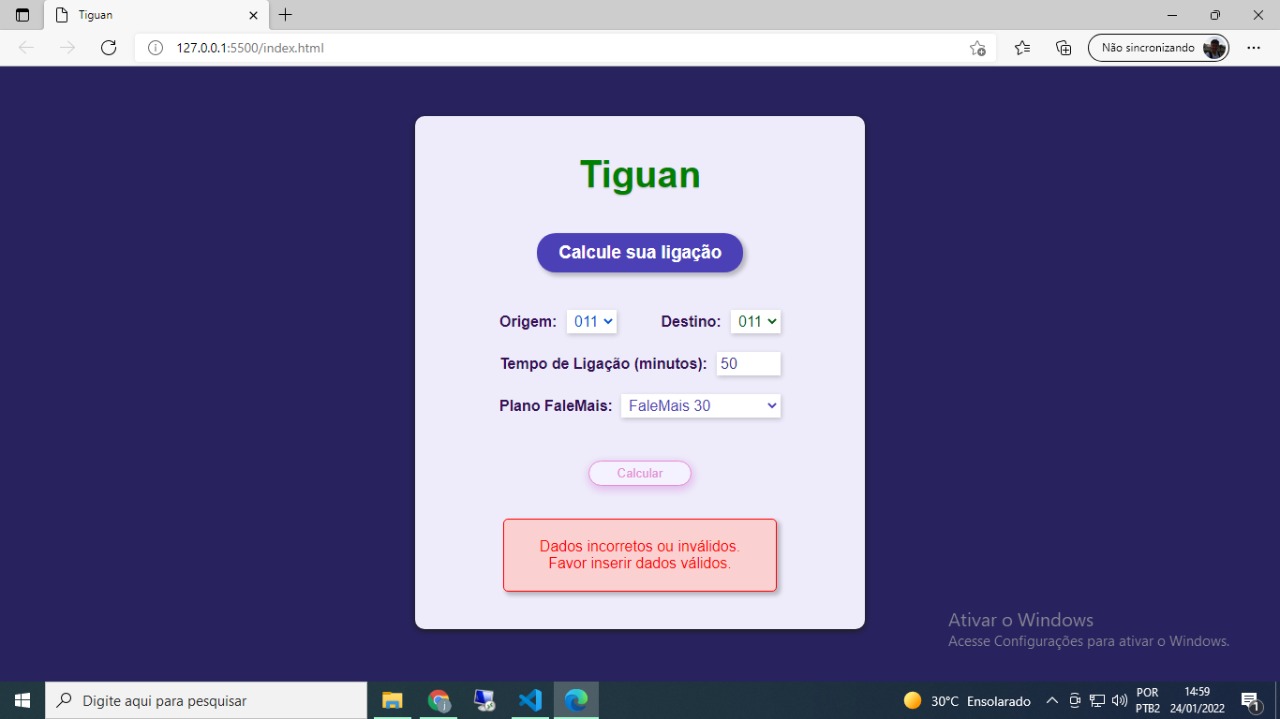 Tiguan
127.0.0.1:5500/index.html
Não sincronizando
Tiguan
Calcule sua ligação
Origem: 011 Destino: 011
Tempo de Ligação (minutos): 50
Plano FaleMais: FaleMais 30
Calcular
Dados incorretos ou inválidos.
Favor inserir dados válidos.
Ativar o Windows
Acesse Configurações para ativar o Windows.
Digite aqui para pesquisar
30°C Ensolarado
POR
PTB2
14:59
24/01/2022
1